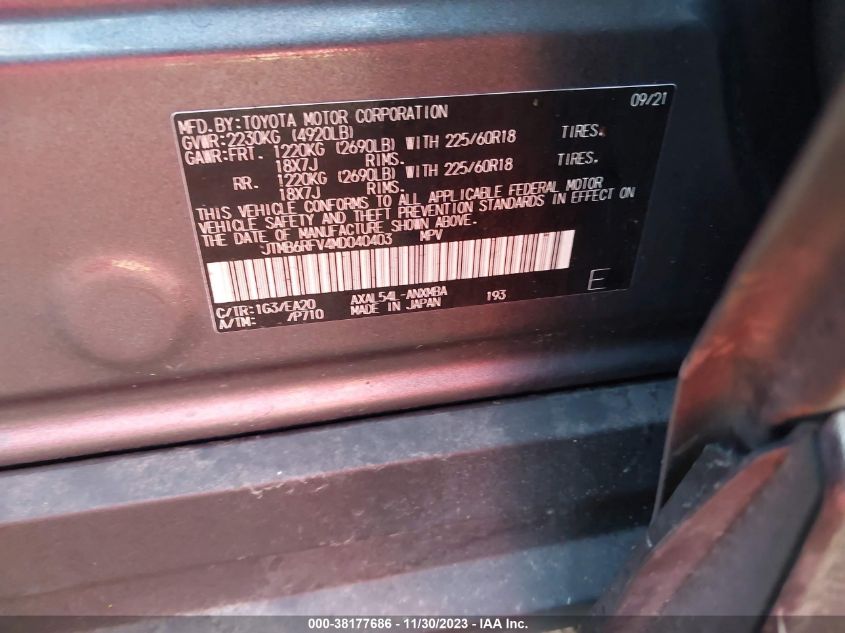 09/21
MFD.BY:TOYOTA MOTOR CORPORATION
GVWR:2230KG (4920LB)
GAWR:FRT. 1220KG (2690LB) WITH 225/60R18 TIRES.
18X7J RIMS.
RR. 1220KG (2690LB) WITH 225/60R18 TIRES.
18X7J RIMS.
THIS VEHICLE CONFORMS TO ALL APPLICABLE FEDERAL MOTOR
VEHICLE SAFETY AND THEFT PREVENTION STANDARDS IN EFFECT ON
THE DATE OF MANUFACTURE SHOWN ABOVE.
JTMB6RFV4MD040403 MPV
C/TR:1G3/EA20 AXAL54L-ANXMBA 193 E
A/TM: /P710 MADE IN JAPAN
000-38177686 - 11/30/2023 - IAA Inc.